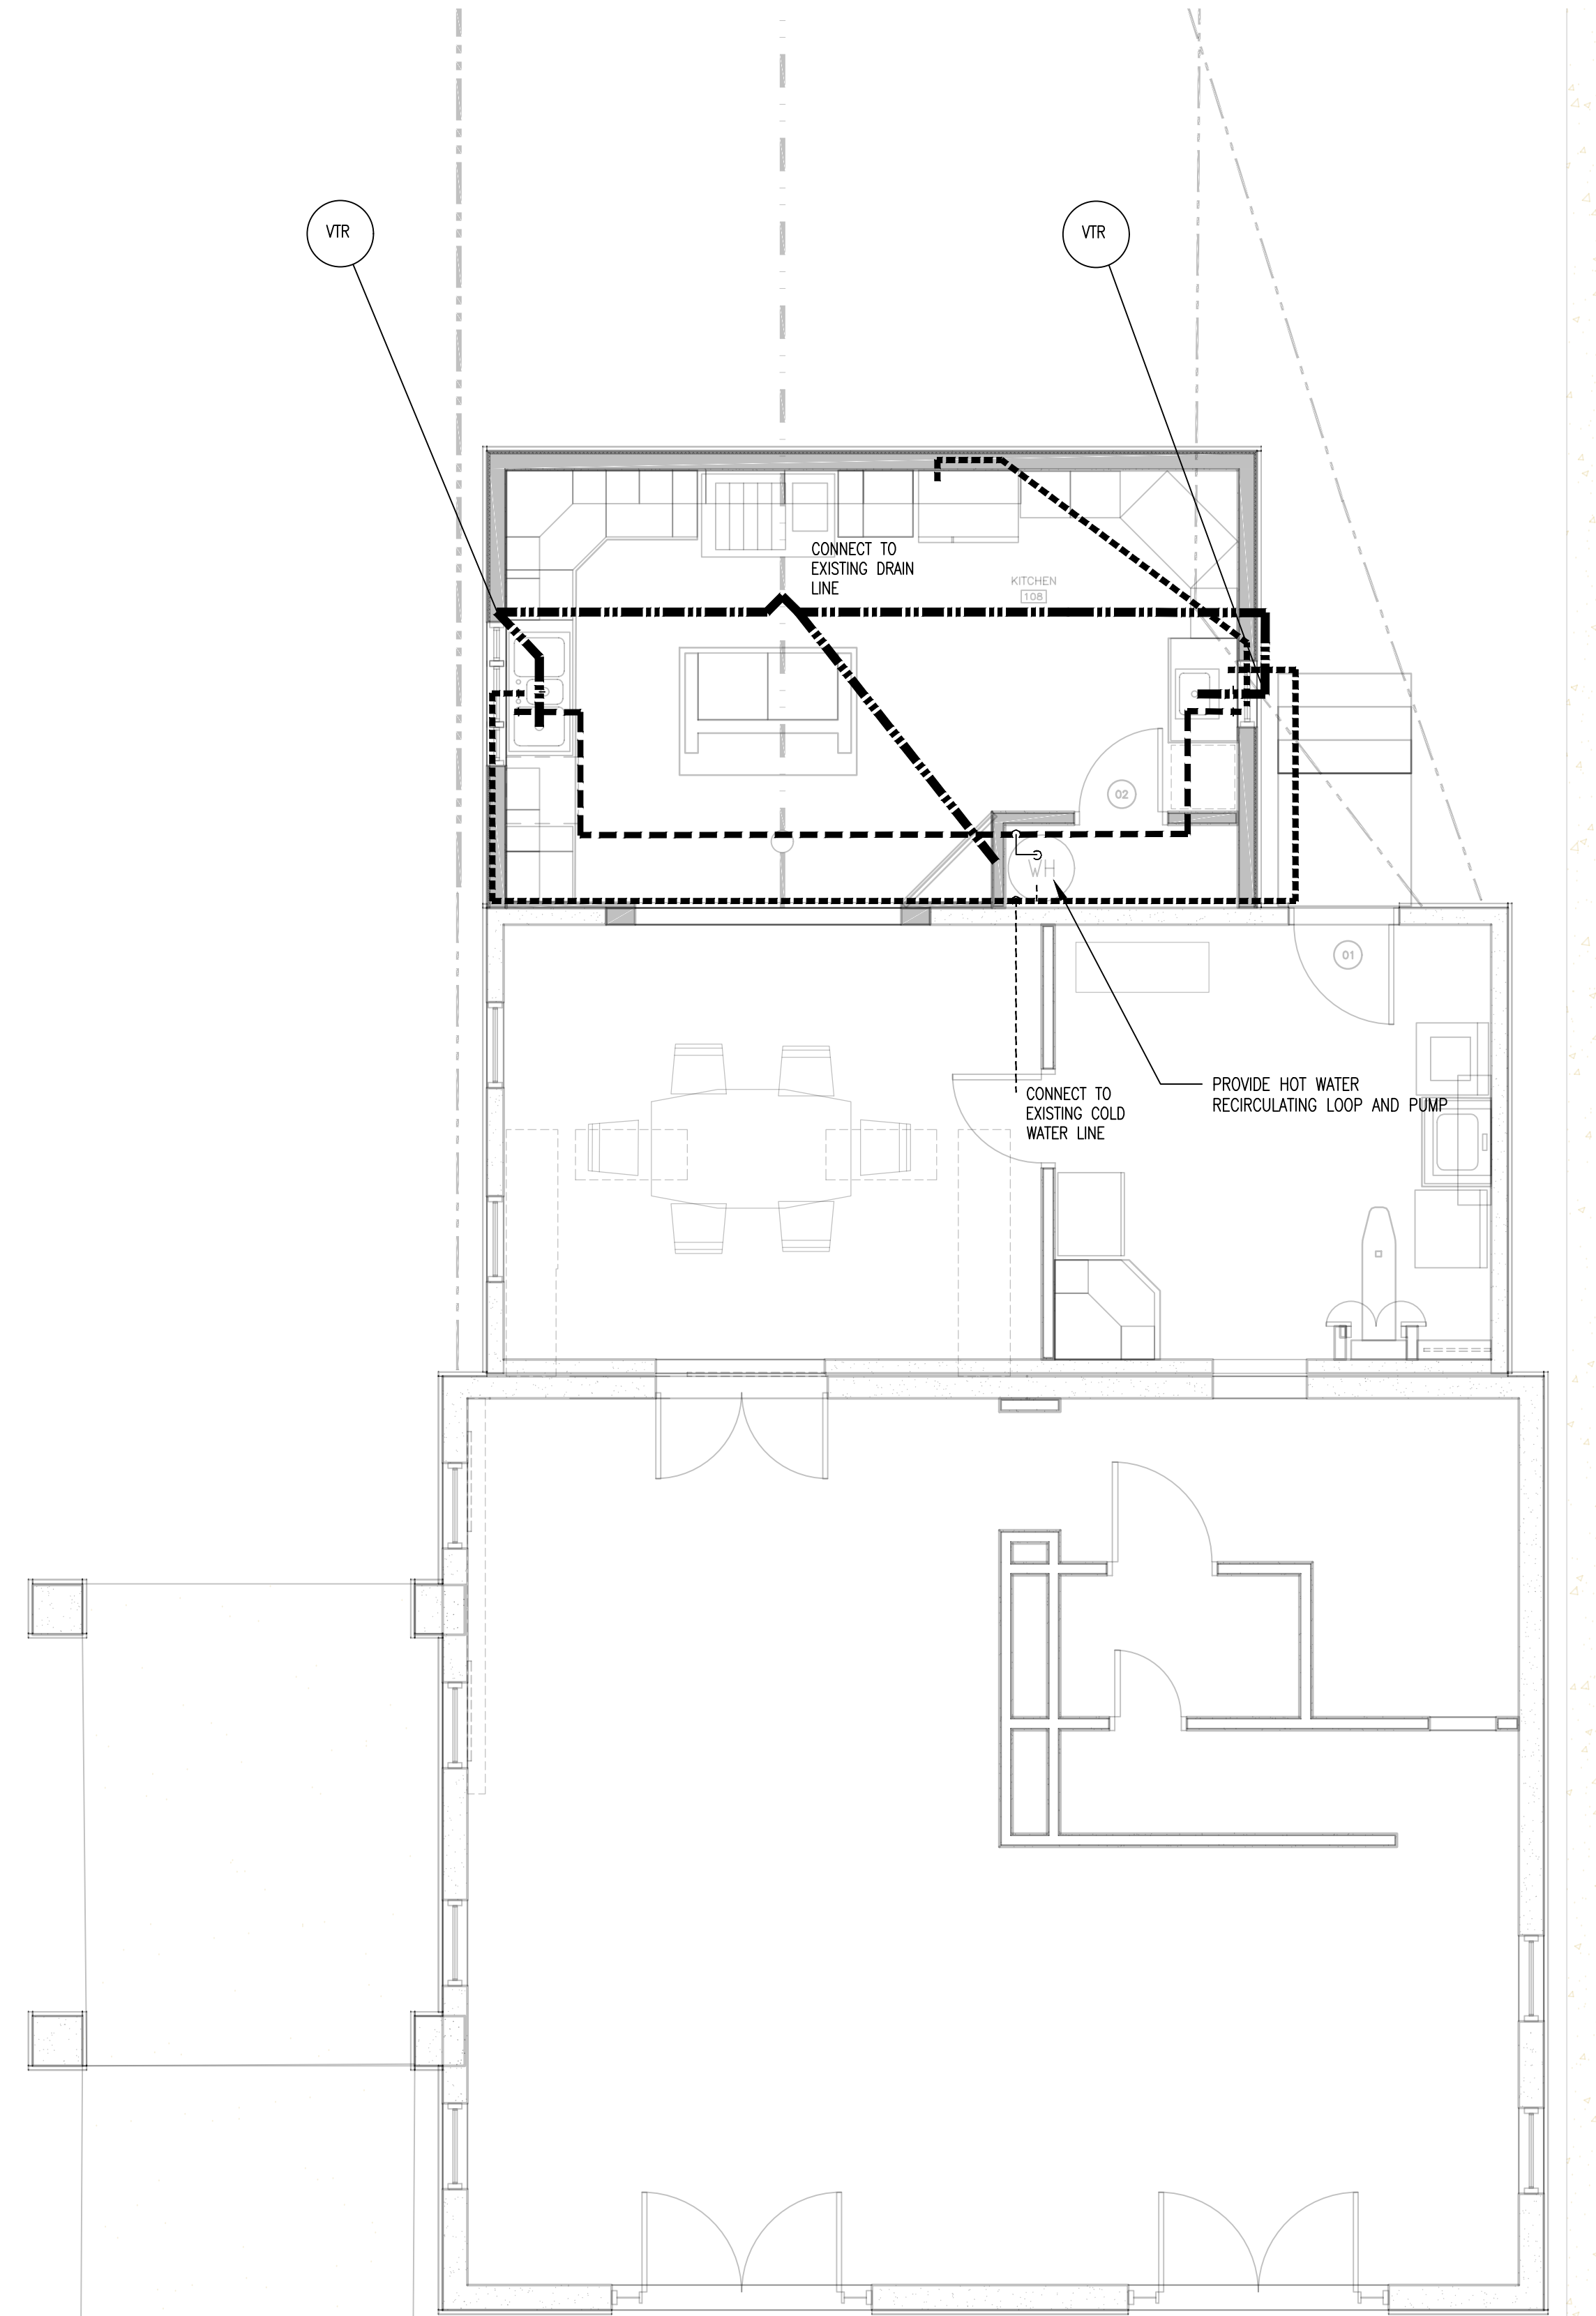 VTR
VTR
CONNECT TO
EXISTING DRAIN
LINE
KITCHEN
108
02
WH
01
CONNECT TO
EXISTING COLD
WATER LINE
PROVIDE HOT WATER
RECIRCULATING LOOP AND PUMP